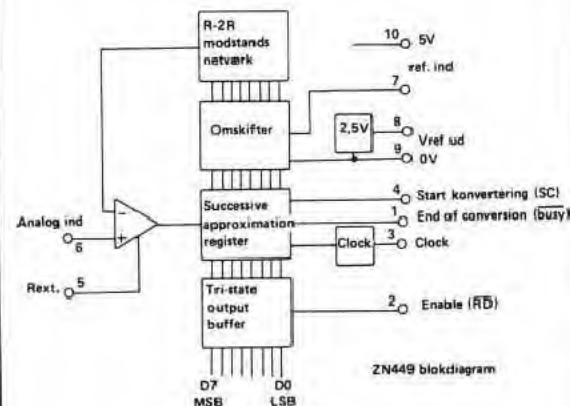 R-2R
modstands
netværk
10
5V
7
ref. ind
Omskifter
2,5V
8
Vref ud
9
0V
4
Start konvertering (SC)
Successive
approximation
register
1
End of conversion (busy)
Analog ind
6
-
+
Clock
3
Clock
Rext.
5
Tri-state
output
buffer
2
Enable (RD)
D7
D0
MSB
LSB
ZN449 blokdiagram